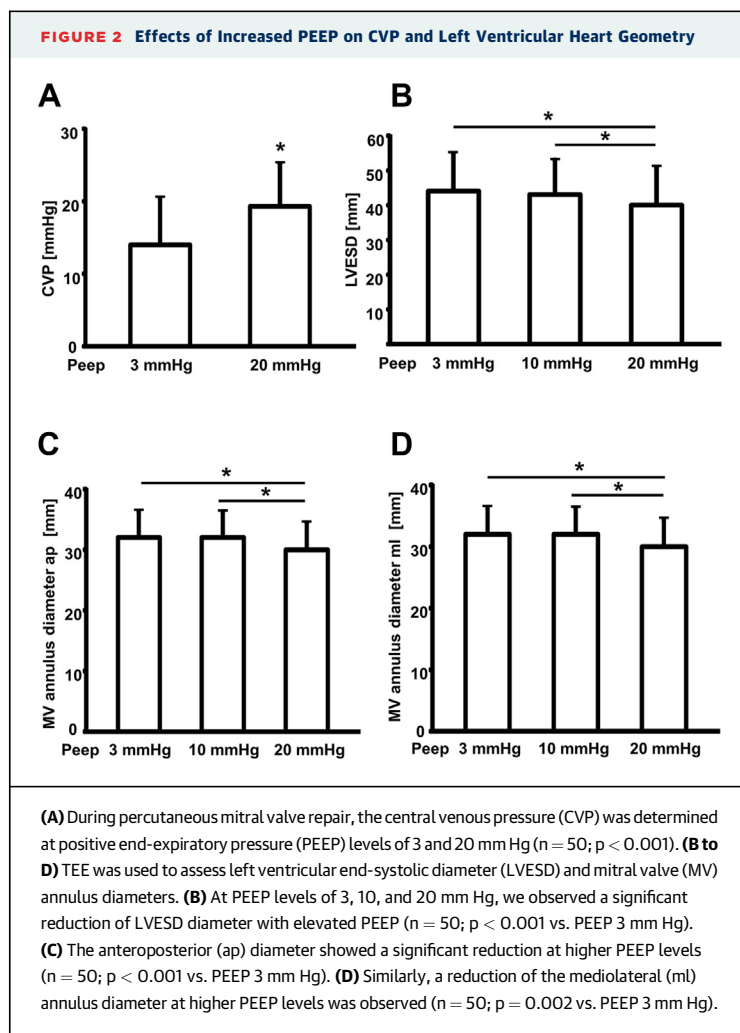 FIGURE 2 Effects of Increased PEEP on CVP and Left Ventricular Heart Geometry
A
30
*
20
10
0
CVP [mmHg]
Peep 3 mmHg 20 mmHg
B
*
*
60
50
40
30
20
10
LVESD [mm]
Peep 3 mmHg 10 mmHg 20 mmHg
C
*
*
40
30
20
10
0
MV annulus diameter ap [mm]
Peep 3 mmHg 10 mmHg 20 mmHg
D
*
*
40
30
20
10
0
MV annulus diameter ml [mm]
Peep 3 mmHg 10 mmHg 20 mmHg
(A) During percutaneous mitral valve repair, the central venous pressure (CVP) was determined
at positive end-expiratory pressure (PEEP) levels of 3 and 20 mm Hg (n = 50; p < 0.001). (B to
D) TEE was used to assess left ventricular end-systolic diameter (LVESD) and mitral valve (MV)
annulus diameters. (B) At PEEP levels of 3, 10, and 20 mm Hg, we observed a significant
reduction of LVESD diameter with elevated PEEP (n = 50; p < 0.001 vs. PEEP 3 mm Hg).
(C) The anteroposterior (ap) diameter showed a significant reduction at higher PEEP levels
(n = 50; p < 0.001 vs. PEEP 3 mm Hg). (D) Similarly, a reduction of the mediolateral (ml)
annulus diameter at higher PEEP levels was observed (n = 50; p = 0.002 vs. PEEP 3 mm Hg).